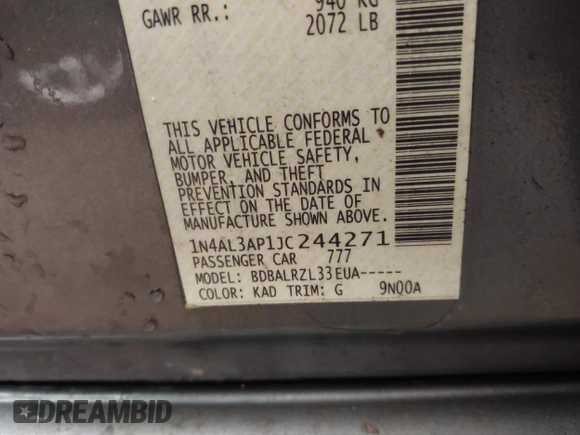 GAWR RR.: 940 KG
2072 LB
THIS VEHICLE CONFORMS TO
ALL APPLICABLE FEDERAL
MOTOR VEHICLE SAFETY,
BUMPER, AND THEFT
PREVENTION STANDARDS IN
EFFECT ON THE DATE OF
MANUFACTURE SHOWN ABOVE.
1N4AL3AP1JC244271
PASSENGER CAR 777
MODEL: BDBALRZL33EUA-----
COLOR: KAD TRIM: G 9N00A
DREAMBID